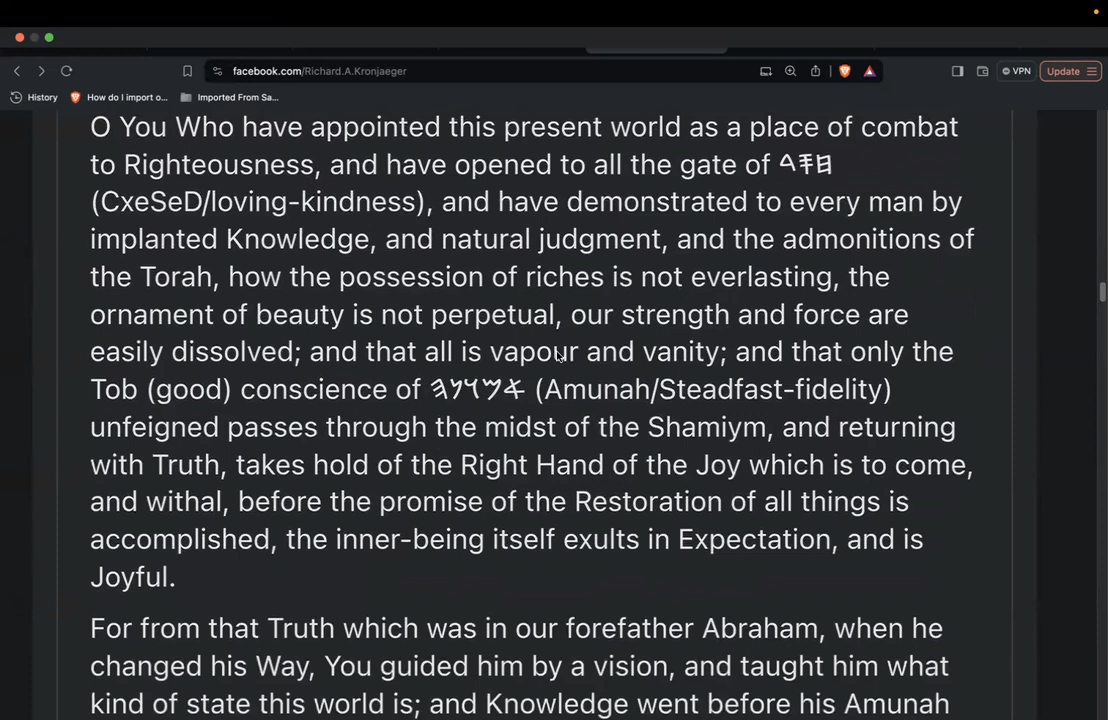 facebook.com/Richard.A.Kronjaeger
VPN
Update
History
How do I import o...
Imported From Sa...
O You Who have appointed this present world as a place of combat
to Righteousness, and have opened to all the gate of 𐤇𐤎𐤃
(CxeSeD/loving-kindness), and have demonstrated to every man by
implanted Knowledge, and natural judgment, and the admonitions of
the Torah, how the possession of riches is not everlasting, the
ornament of beauty is not perpetual, our strength and force are
easily dissolved; and that all is vapour and vanity; and that only the
Tob (good) conscience of 𐤀𐤌𐤅𐤍𐤄 (Amunah/Steadfast-fidelity)
unfeigned passes through the midst of the Shamiym, and returning
with Truth, takes hold of the Right Hand of the Joy which is to come,
and withal, before the promise of the Restoration of all things is
accomplished, the inner-being itself exults in Expectation, and is
Joyful.
For from that Truth which was in our forefather Abraham, when he
changed his Way, You guided him by a vision, and taught him what
kind of state this world is; and Knowledge went before his Amunah